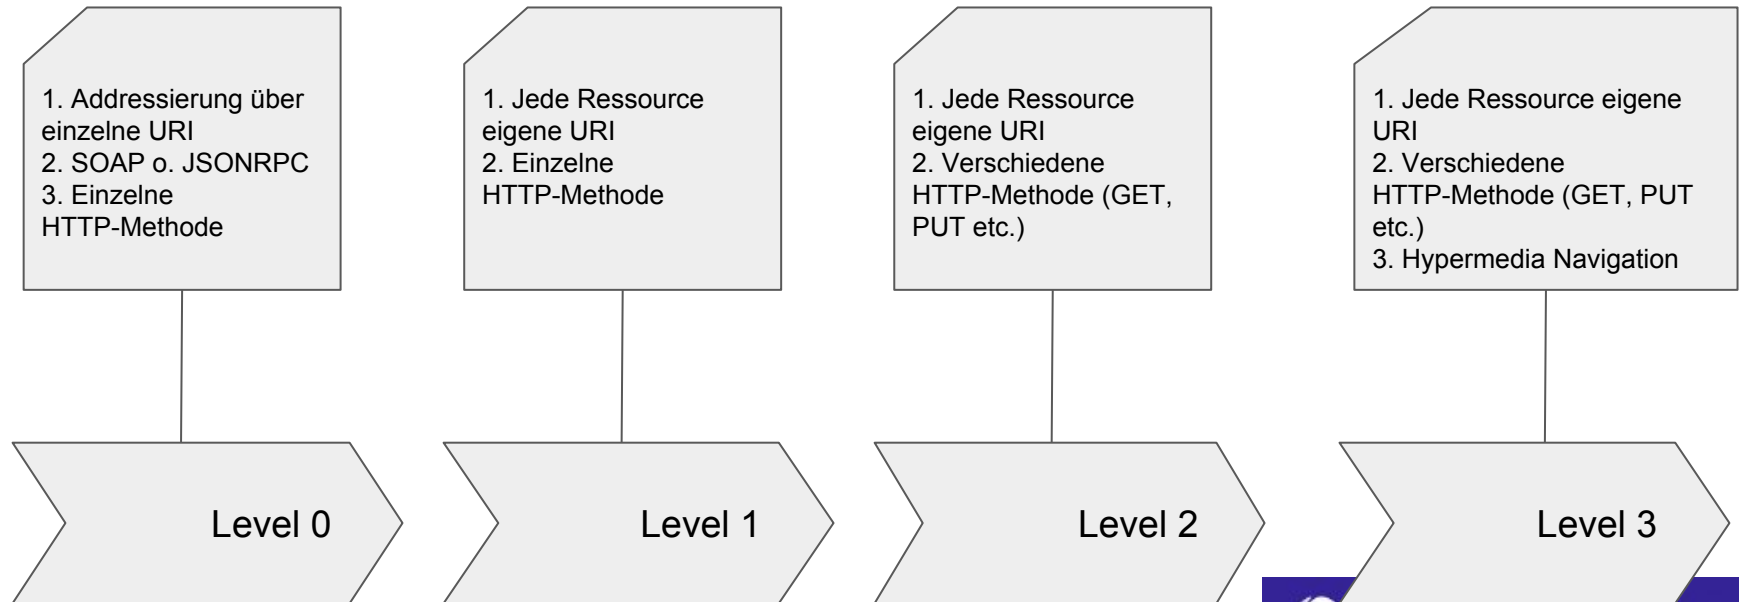 1. Addressierung über
einzelne URI
2. SOAP o. JSONRPC
3. Einzelne
HTTP-Methode
1. Jede Ressource
eigene URI
2. Einzelne
HTTP-Methode
1. Jede Ressource
eigene URI
2. Verschiedene
HTTP-Methode (GET,
PUT etc.)
1. Jede Ressource eigene
URI
2. Verschiedene
HTTP-Methode (GET, PUT
etc.)
3. Hypermedia Navigation
Level 0
Level 1
Level 2
Level 3